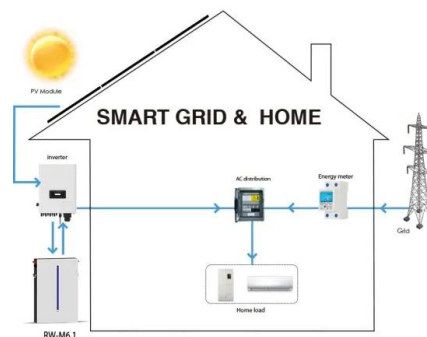 PV Module
SMART GRID & HOME
Inverter
AC distribution
Energy meter
Grid
Home load
RW-M6.1